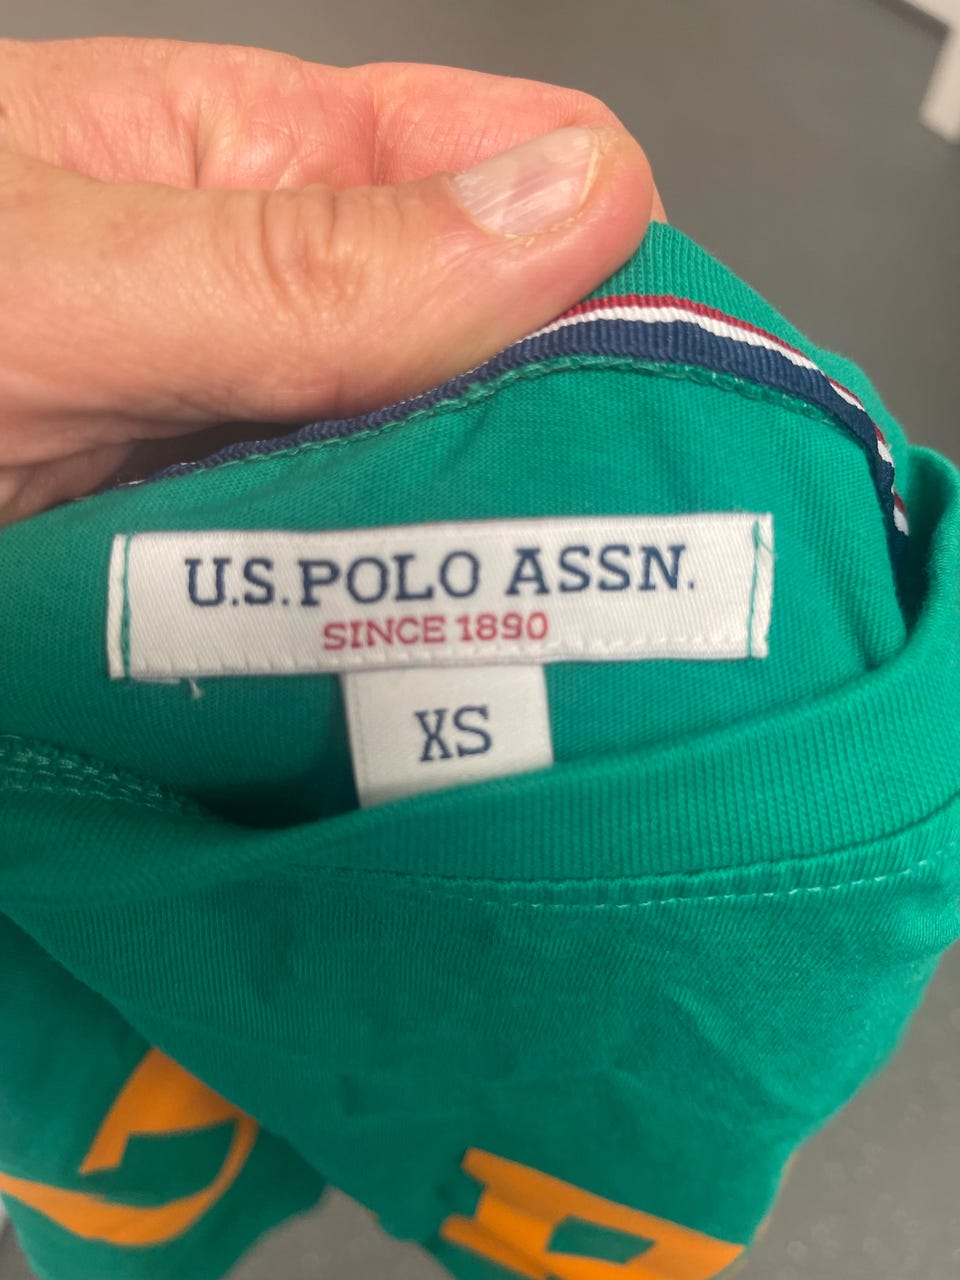 U.S. POLO ASSN.
SINCE 1890
XS